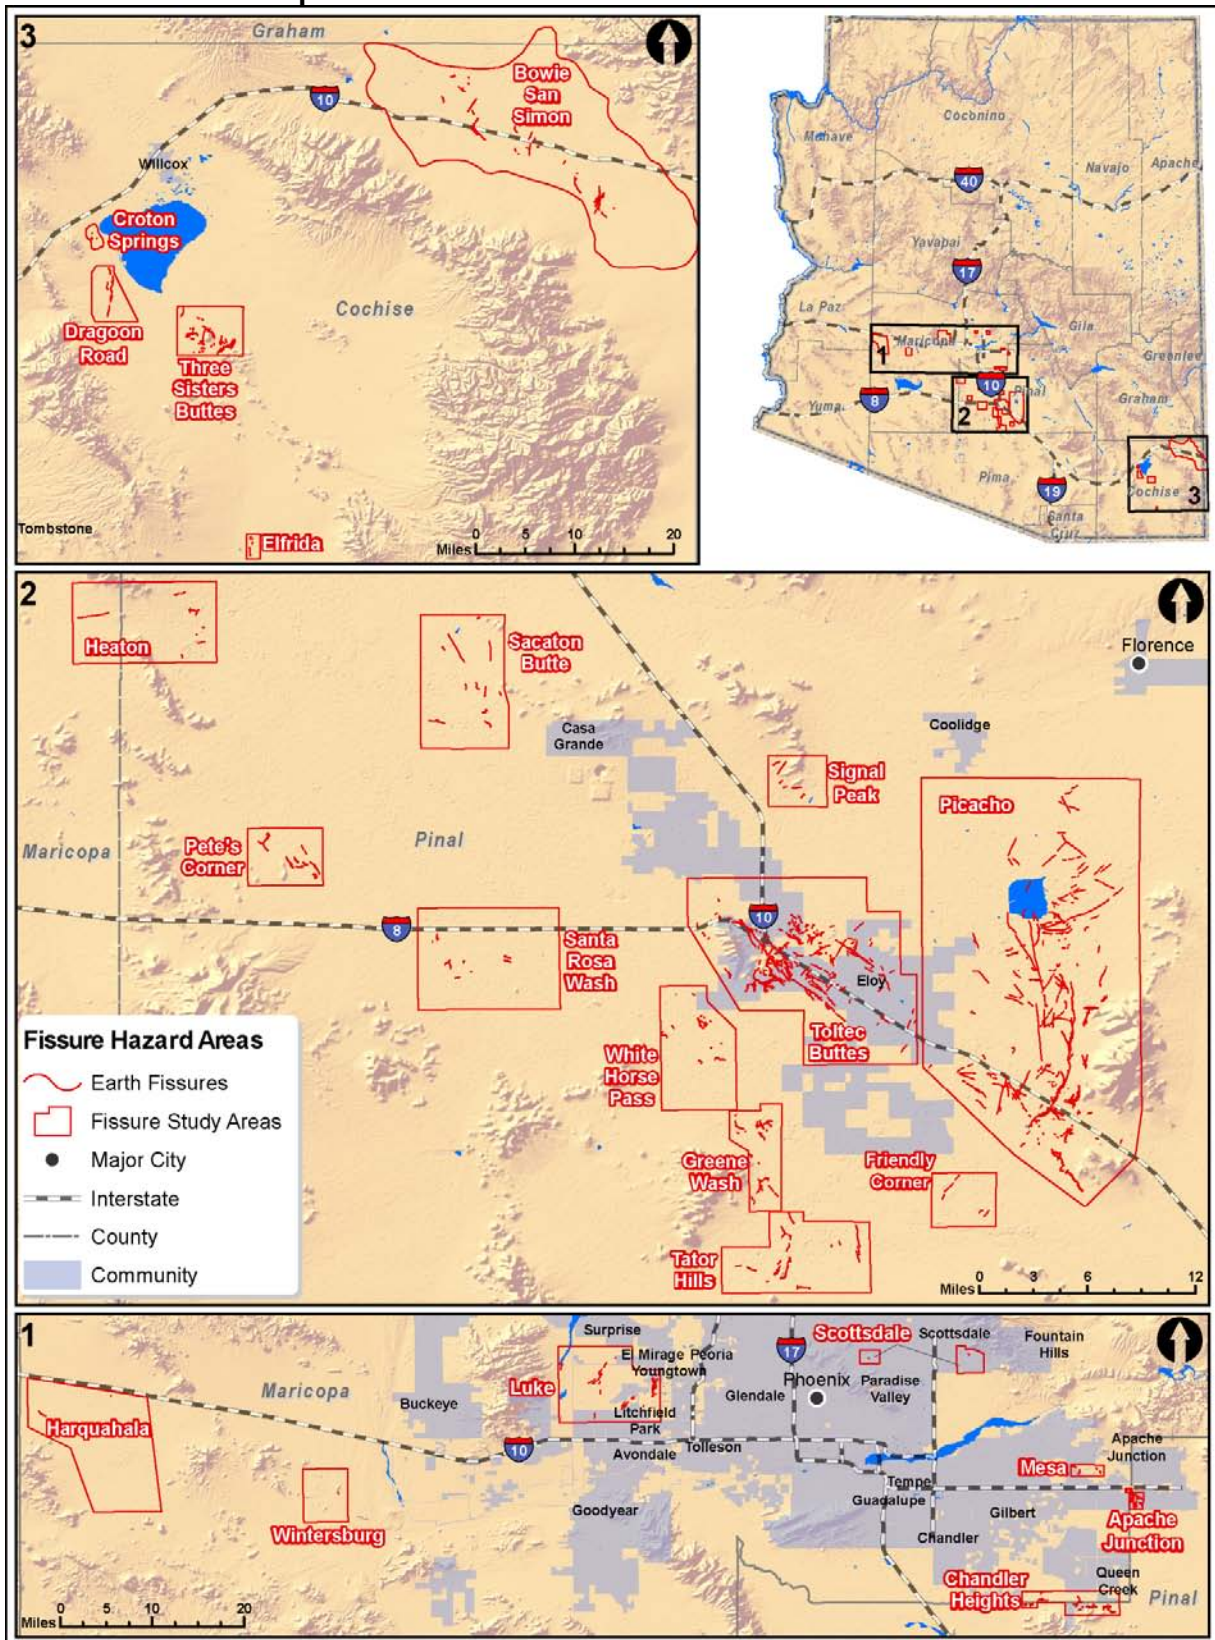 3
Graham
10
Bowie
San
Simon
Willcox
Croton
Springs
Dragoon
Road
Three
Sisters
Buttes
Cochise
Tombstone
Elfrida
Miles 0 5 10 20
Mohave
Coconino
Navajo
Apache
40
Yavapai
17
La Paz
Gila
1
Maricopa
Greenlee
10
Pinal
8
Yuma
2
Graham
Pima
19
Cochise
3
Santa
Cruz
2
Heaton
Sacaton
Butte
Florence
Casa
Grande
Coolidge
Signal
Peak
Picacho
Maricopa
Pete's
Corner
Pinal
8
10
Santa
Rosa
Wash
Eloy
Toltec
Buttes
White
Horse
Pass
Greene
Wash
Friendly
Corner
Tator
Hills
Miles 0 3 6 12
Fissure Hazard Areas
Earth Fissures
Fissure Study Areas
Major City
Interstate
County
Community
1
Surprise
17
Scottsdale
Scottsdale
Fountain
Hills
El Mirage
Peoria
Youngtown
Maricopa
Luke
Phoenix
Paradise
Valley
Glendale
Buckeye
Litchfield
Park
Harquahala
10
Avondale
Tolleson
Apache
Junction
Mesa
Tempe
Guadalupe
Goodyear
Gilbert
Wintersburg
Apache
Junction
Chandler
Chandler
Heights
Queen
Creek
Pinal
Miles 0 5 10 20